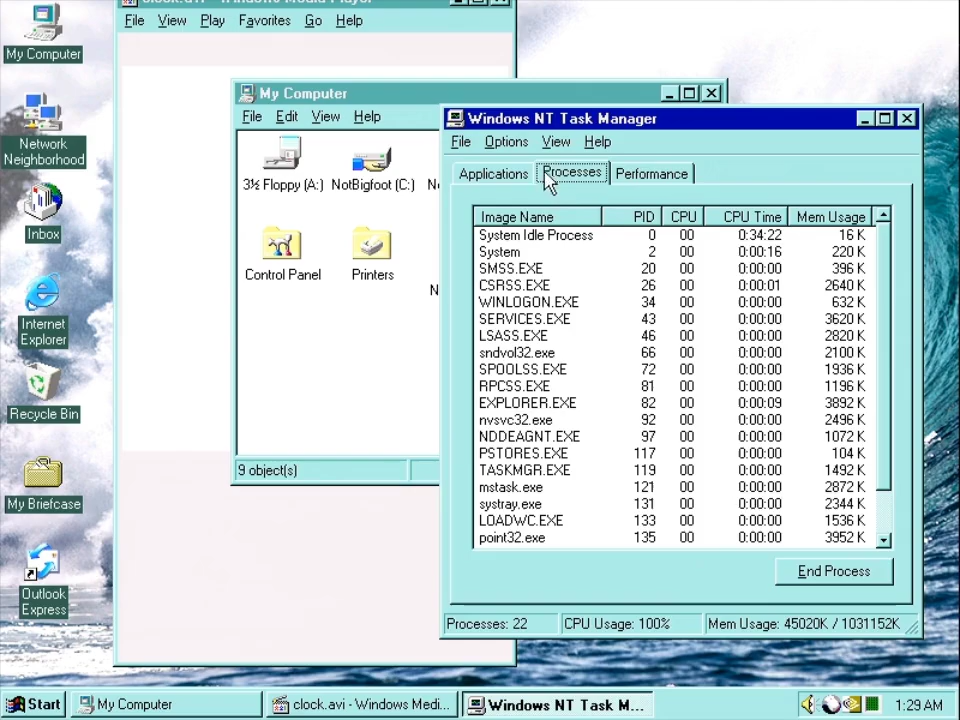 clock.avi - Windows Media Player
File View Play Favorites Go Help
My Computer
Network
Neighborhood
Inbox
Internet
Explorer
Recycle Bin
My Briefcase
Outlook
Express
My Computer
File Edit View Help
3½ Floppy (A:) NotBigfoot (C:)
Control Panel Printers
9 object(s)
Windows NT Task Manager
File Options View Help
Applications Processes Performance
Image Name PID CPU CPU Time Mem Usage
System Idle Process 0 00 0:34:22 16 K
System 2 00 0:00:16 220 K
SMSS.EXE 20 00 0:00:00 396 K
CSRSS.EXE 26 00 0:00:01 2640 K
WINLOGON.EXE 34 00 0:00:00 632 K
SERVICES.EXE 43 00 0:00:00 3620 K
LSASS.EXE 46 00 0:00:00 2820 K
sndvol32.exe 66 00 0:00:00 2100 K
SPOOLSS.EXE 72 00 0:00:00 1936 K
RPCSS.EXE 81 00 0:00:00 1196 K
EXPLORER.EXE 82 00 0:00:09 3892 K
nvsvc32.exe 92 00 0:00:00 2496 K
NDDEAGNT.EXE 97 00 0:00:00 1072 K
PSTORES.EXE 117 00 0:00:00 104 K
TASKMGR.EXE 119 00 0:00:00 1492 K
mstask.exe 121 00 0:00:00 2872 K
systray.exe 131 00 0:00:00 2344 K
LOADWC.EXE 133 00 0:00:00 1536 K
point32.exe 135 00 0:00:00 3952 K
End Process
Processes: 22 CPU Usage: 100% Mem Usage: 45020K / 1031152K
Start My Computer clock.avi - Windows Medi... Windows NT Task M... 1:29 AM